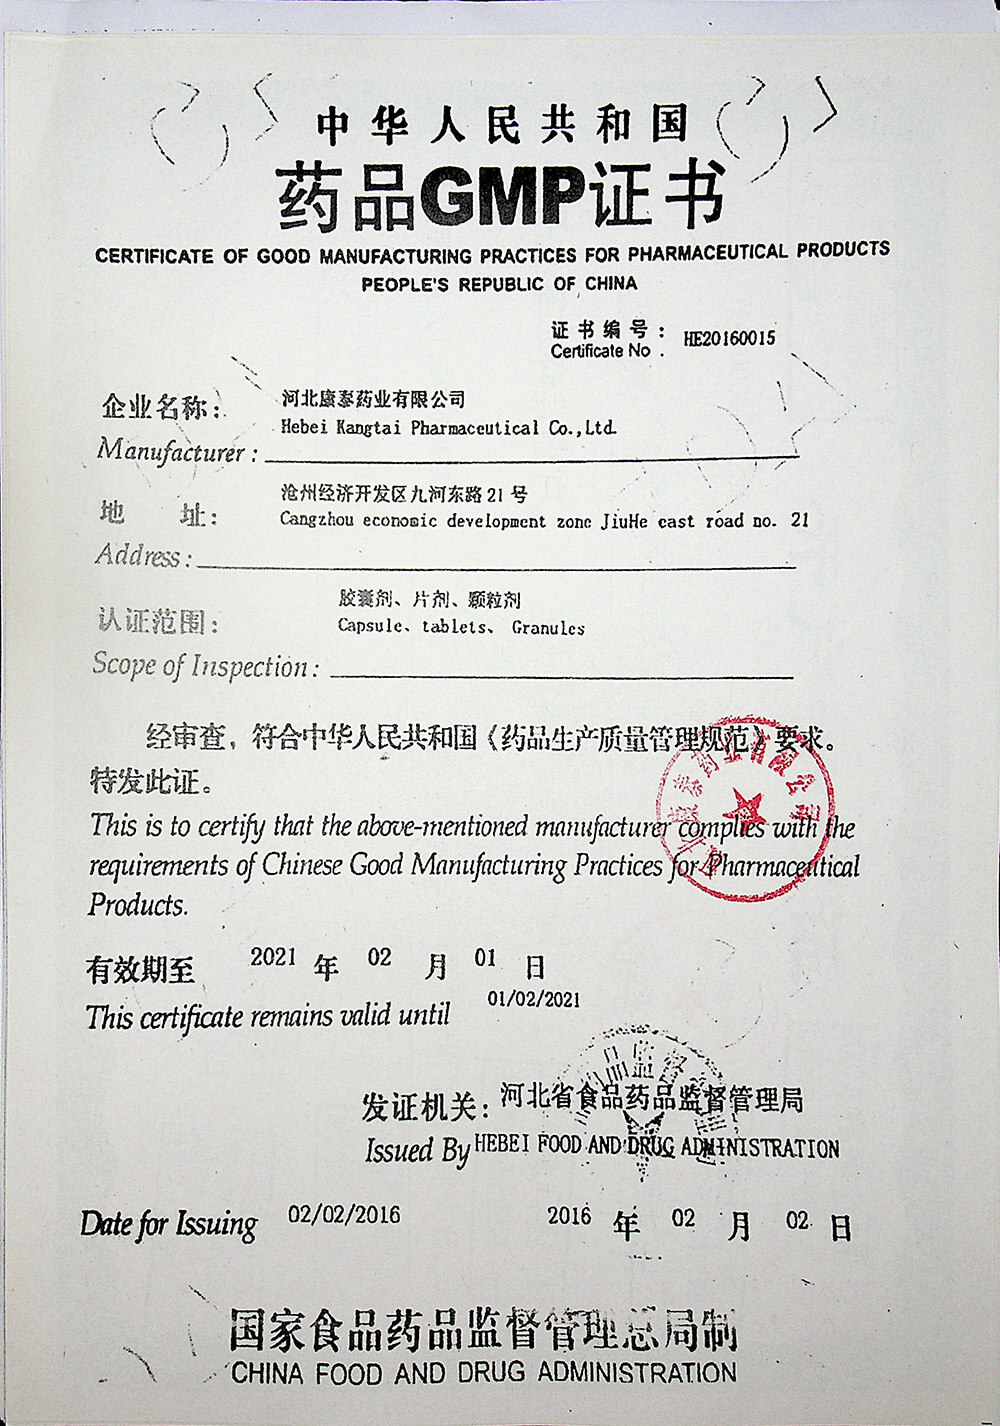 中华人民共和国
药品GMP证书
CERTIFICATE OF GOOD MANUFACTURING PRACTICES FOR PHARMACEUTICAL PRODUCTS
PEOPLE'S REPUBLIC OF CHINA
证书编号: HE20160015
Certificate No .
企业名称: 河北康泰药业有限公司
Hebei Kangtai Pharmaceutical Co.,Ltd.
Manufacturer :
沧州经济开发区九河东路21号
地 址: Cangzhou economic development zone JiuHe east road no. 21
Address :
胶囊剂、片剂、颗粒剂
认证范围: Capsule、tablets、 Granules
Scope of Inspection :
经审查，符合中华人民共和国《药品生产质量管理规范》要求。
特发此证。
This is to certify that the above-mentioned manufacturer complies with the
requirements of Chinese Good Manufacturing Practices for Pharmaceutical
Products.
有效期至 2021 年 02 月 01 日
This certificate remains valid until 01/02/2021
发证机关: 河北省食品药品监督管理局
Issued By HEBEI FOOD AND DRUG ADMINISTRATION
Date for Issuing 02/02/2016 2016 年 02 月 02 日
国家食品药品监督管理总局制
CHINA FOOD AND DRUG ADMINISTRATION
河北康泰药业有限公司